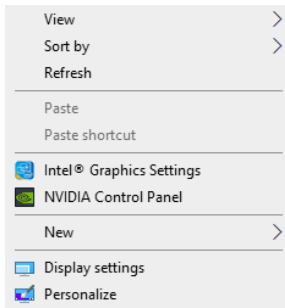 View
Sort by
Refresh
Paste
Paste shortcut
Intel® Graphics Settings
NVIDIA Control Panel
New
Display settings
Personalize